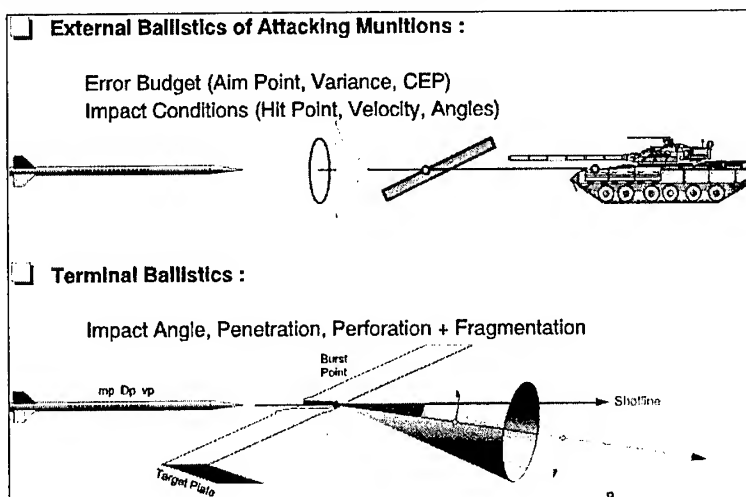 External Ballistics of Attacking Munitions :
Error Budget (Aim Point, Variance, CEP)
Impact Conditions (Hit Point, Velocity, Angles)
Terminal Ballistics :
Impact Angle, Penetration, Perforation + Fragmentation
Burst
Point
mp Dp vp
Shotline
Target Plate